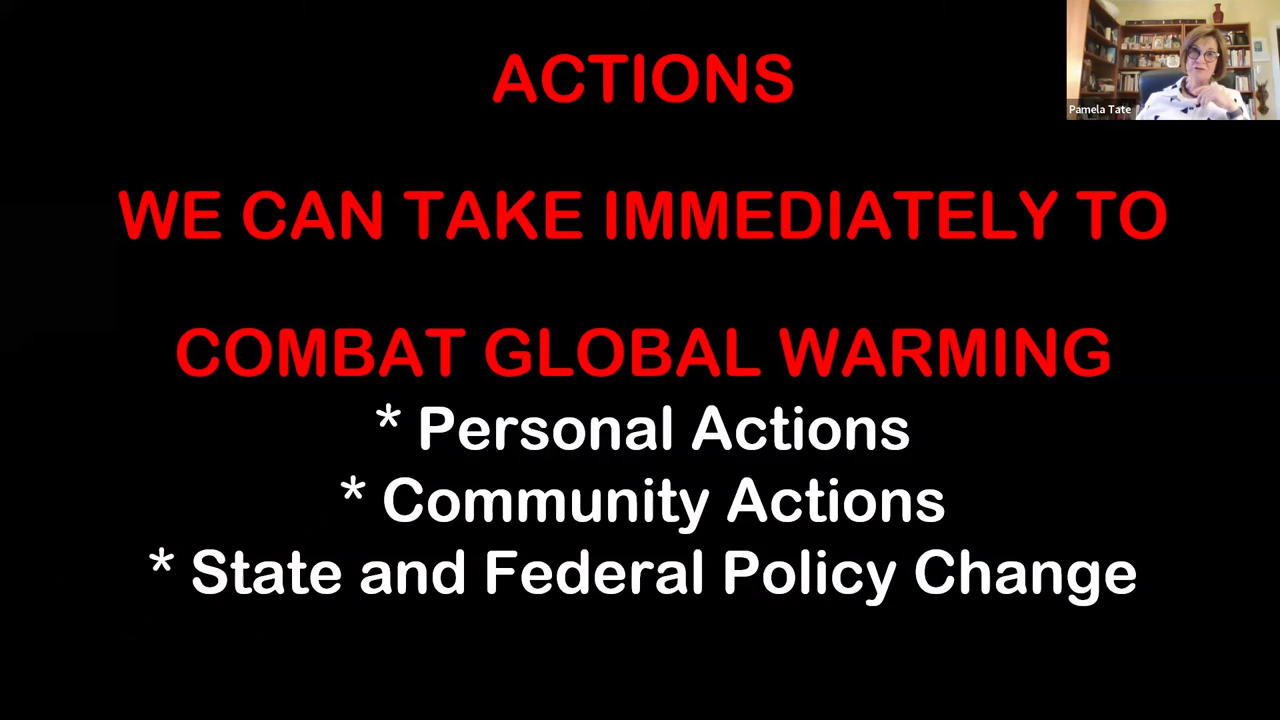 ACTIONS
WE CAN TAKE IMMEDIATELY TO
COMBAT GLOBAL WARMING
* Personal Actions
* Community Actions
* State and Federal Policy Change
Pamela Tate